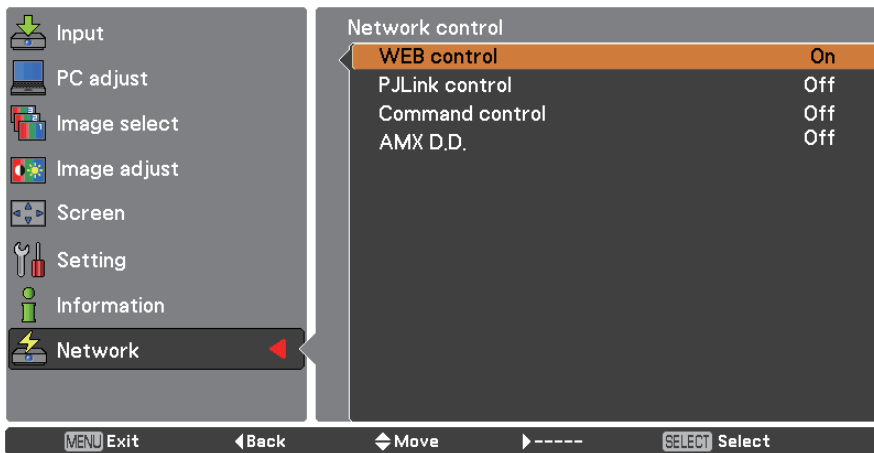 Input
PC adjust
Image select
Image adjust
Screen
Setting
Information
Network
Network control
WEB control On
PJLink control Off
Command control Off
AMX D.D. Off
MENU Exit Back Move ----- SELECT Select